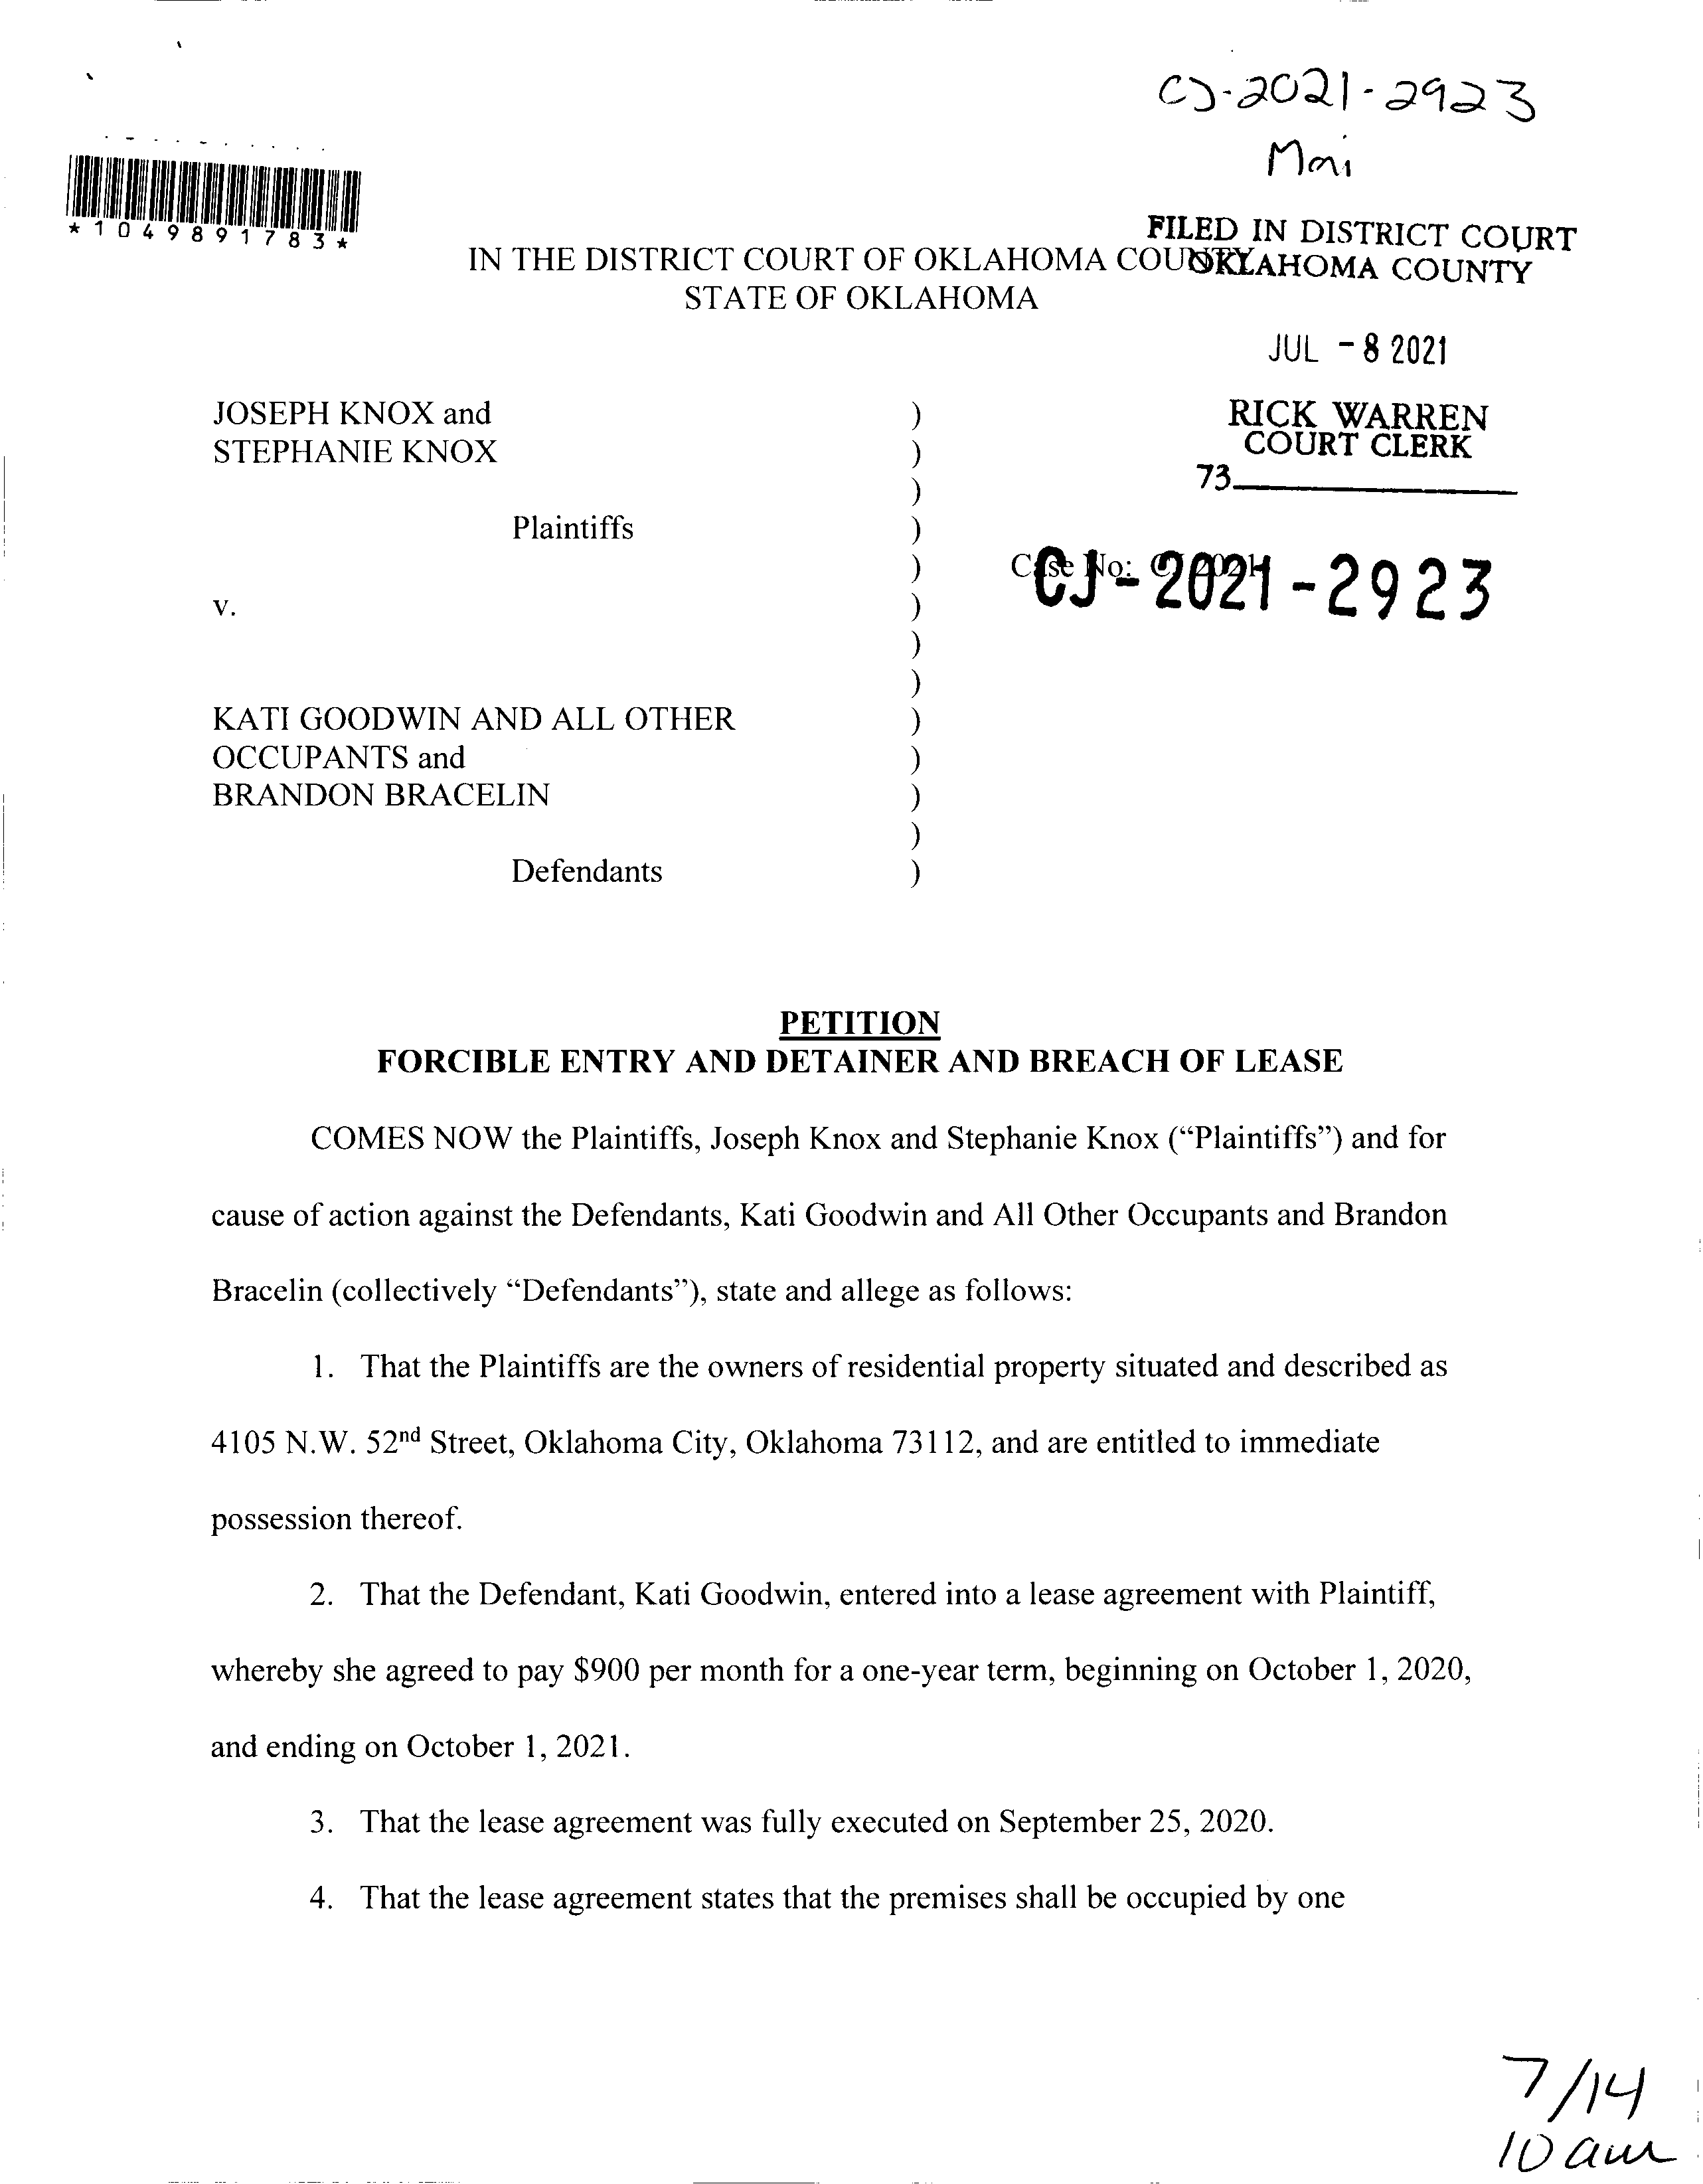 CJ-2021-2923
Mai
*1049891783*
FILED IN DISTRICT COURT
OKLAHOMA COUNTY
IN THE DISTRICT COURT OF OKLAHOMA COUNTY
STATE OF OKLAHOMA
JUL -8 2021
RICK WARREN
COURT CLERK
73
JOSEPH KNOX and )
STEPHANIE KNOX )
)
Plaintiffs )
) Case No: CJ-2021-
CJ-2021-2923
v. )
)
)
KATI GOODWIN AND ALL OTHER )
OCCUPANTS and )
BRANDON BRACELIN )
)
Defendants )
PETITION
FORCIBLE ENTRY AND DETAINER AND BREACH OF LEASE
COMES NOW the Plaintiffs, Joseph Knox and Stephanie Knox (“Plaintiffs”) and for
cause of action against the Defendants, Kati Goodwin and All Other Occupants and Brandon
Bracelin (collectively “Defendants”), state and allege as follows:
1. That the Plaintiffs are the owners of residential property situated and described as
4105 N.W. 52nd Street, Oklahoma City, Oklahoma 73112, and are entitled to immediate
possession thereof.
2. That the Defendant, Kati Goodwin, entered into a lease agreement with Plaintiff,
whereby she agreed to pay $900 per month for a one-year term, beginning on October 1, 2020,
and ending on October 1, 2021.
3. That the lease agreement was fully executed on September 25, 2020.
4. That the lease agreement states that the premises shall be occupied by one
7/14
10 am